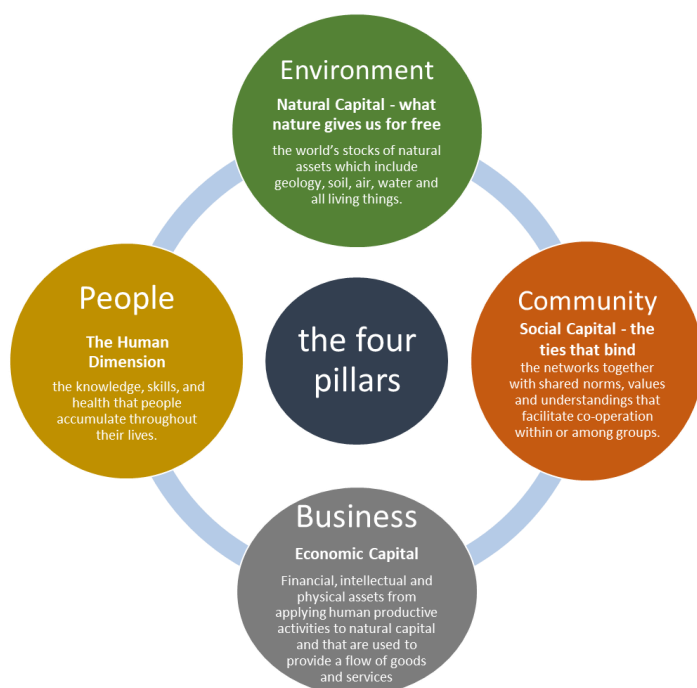 Environment
Natural Capital - what
nature gives us for free
the world's stocks of natural
assets which include
geology, soil, air, water and
all living things.
People
The Human
Dimension
the knowledge, skills, and
health that people
accumulate throughout
their lives.
the four
pillars
Community
Social Capital - the
ties that bind
the networks together
with shared norms, values
and understandings that
facilitate co-operation
within or among groups.
Business
Economic Capital
Financial, intellectual and
physical assets from
applying human productive
activities to natural capital
and that are used to
provide a flow of goods
and services